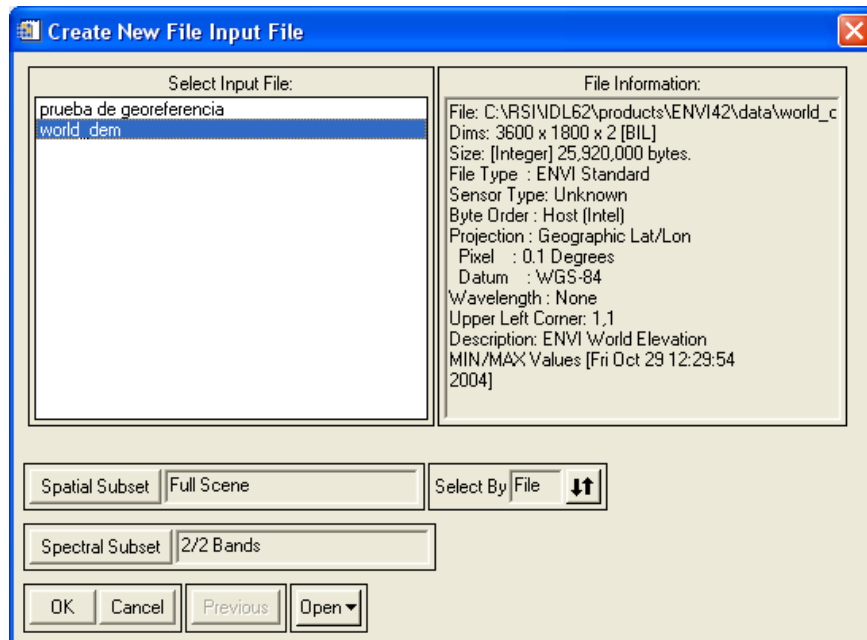 Create New File Input File
Select Input File:
prueba de georeferencia
world_dem
File Information:
File: C:\RSI\IDL62\products\ENVI42\data\world_c
Dims: 3600 x 1800 x 2 [BIL]
Size: [Integer] 25,920,000 bytes.
File Type : ENVI Standard
Sensor Type: Unknown
Byte Order : Host (Intel)
Projection : Geographic Lat/Lon
Pixel : 0.1 Degrees
Datum : WGS-84
Wavelength : None
Upper Left Corner: 1,1
Description: ENVI World Elevation
MIN/MAX Values [Fri Oct 29 12:29:54
2004]
Spatial Subset Full Scene
Select By File
Spectral Subset 2/2 Bands
OK Cancel Previous Open